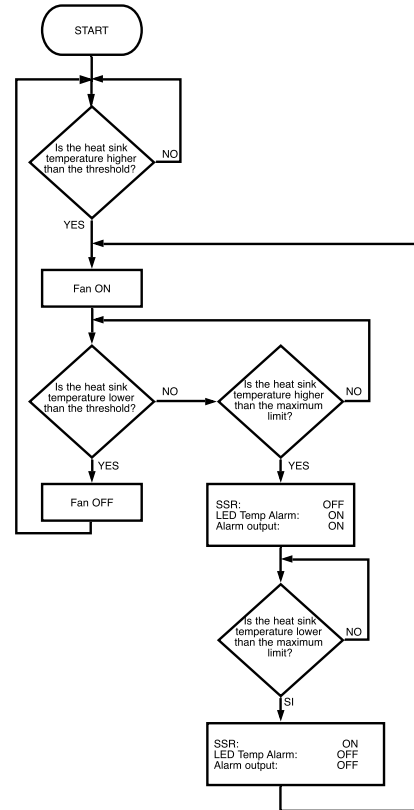 START
Is the heat sink
temperature higher
than the threshold?
NO
YES
Fan ON
Is the heat sink
temperature lower
than the threshold?
NO
Is the heat sink
temperature higher
than the maximum
limit?
NO
YES
YES
Fan OFF
SSR: OFF
LED Temp Alarm: ON
Alarm output: ON
Is the heat sink
temperature lower
than the maximum
limit?
NO
SI
SSR: ON
LED Temp Alarm: OFF
Alarm output: OFF